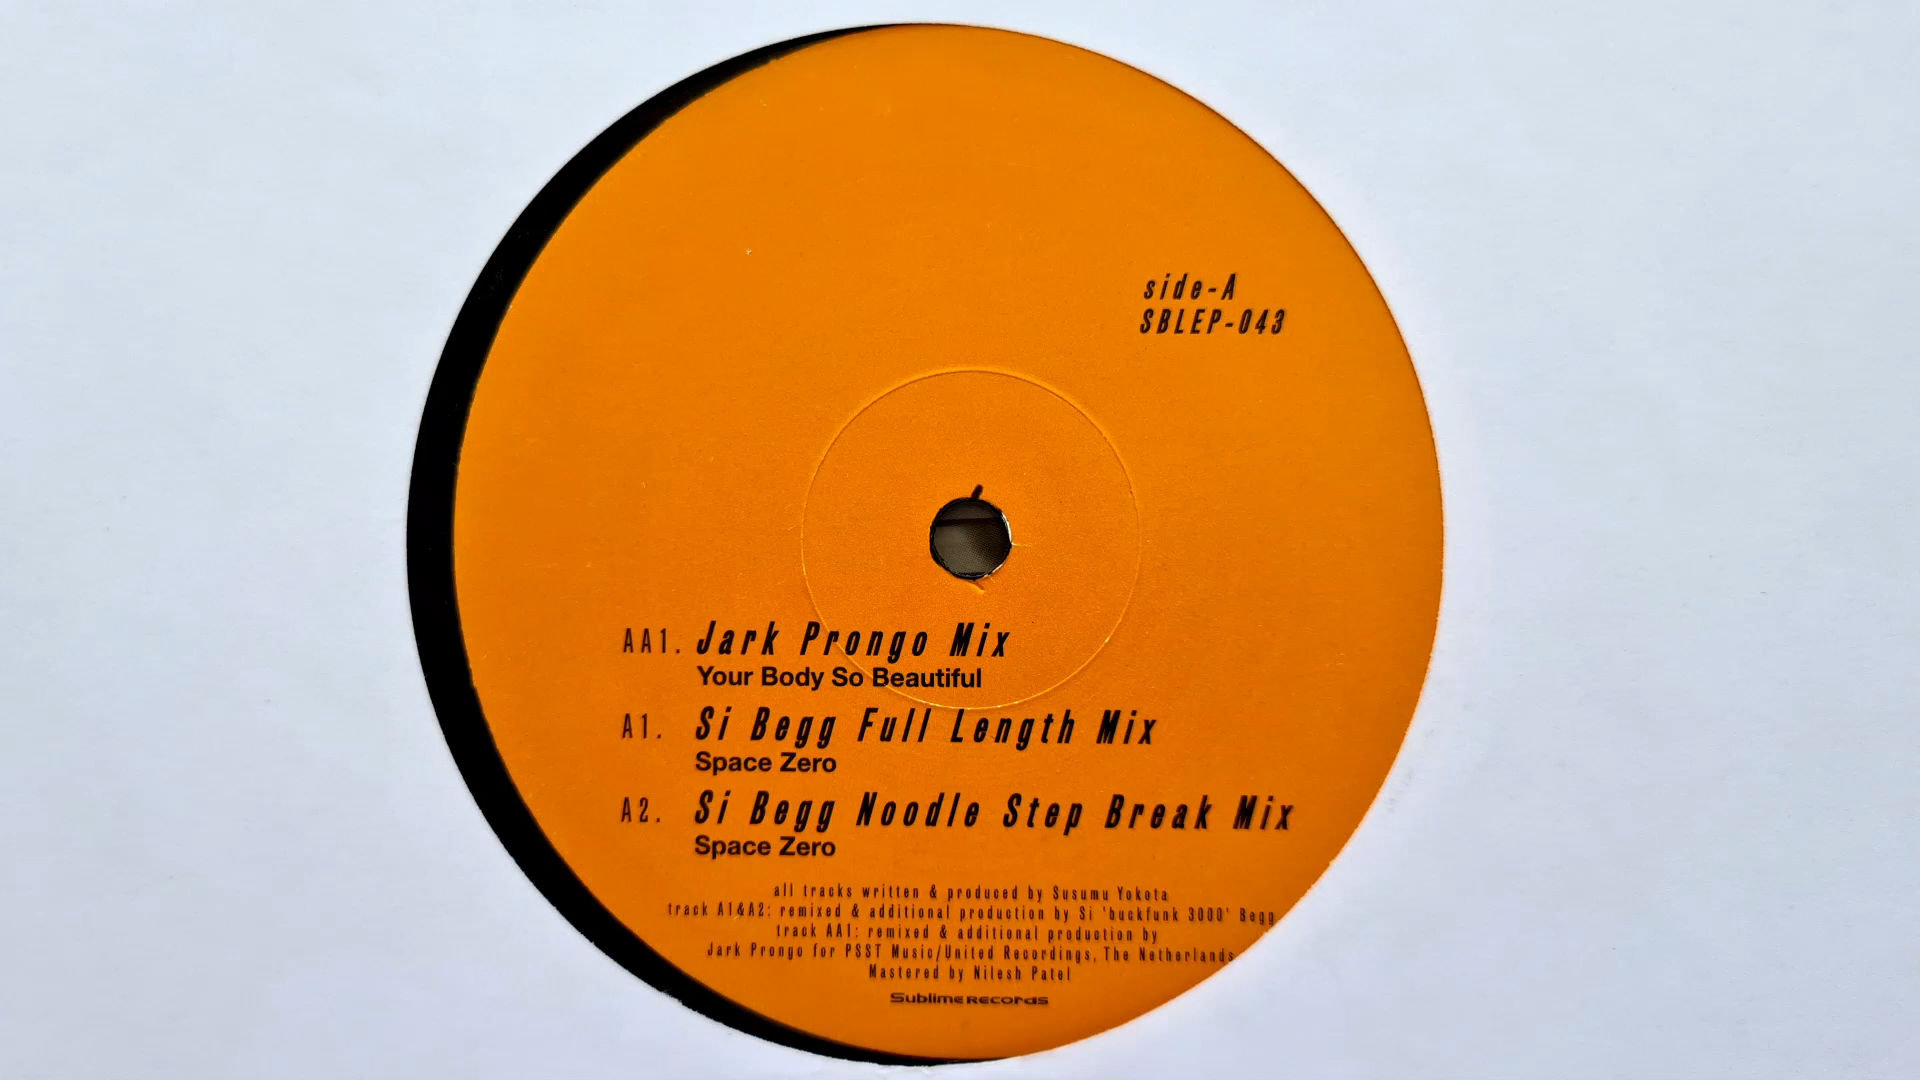 side-A
SBLEP-043
AA1. Jark Prongo Mix
Your Body So Beautiful
A1. Si Begg Full Length Mix
Space Zero
A2. Si Begg Noodle Step Break Mix
Space Zero
all tracks written & produced by Susumu Yokota
track A1&A2: remixed & additional production by Si 'buckfunk 3000' Begg
track AA1: remixed & additional production by
Jark Prongo for PSST Music/United Recordings, The Netherlands
Mastered by Nilesh Patel
Sublime Records